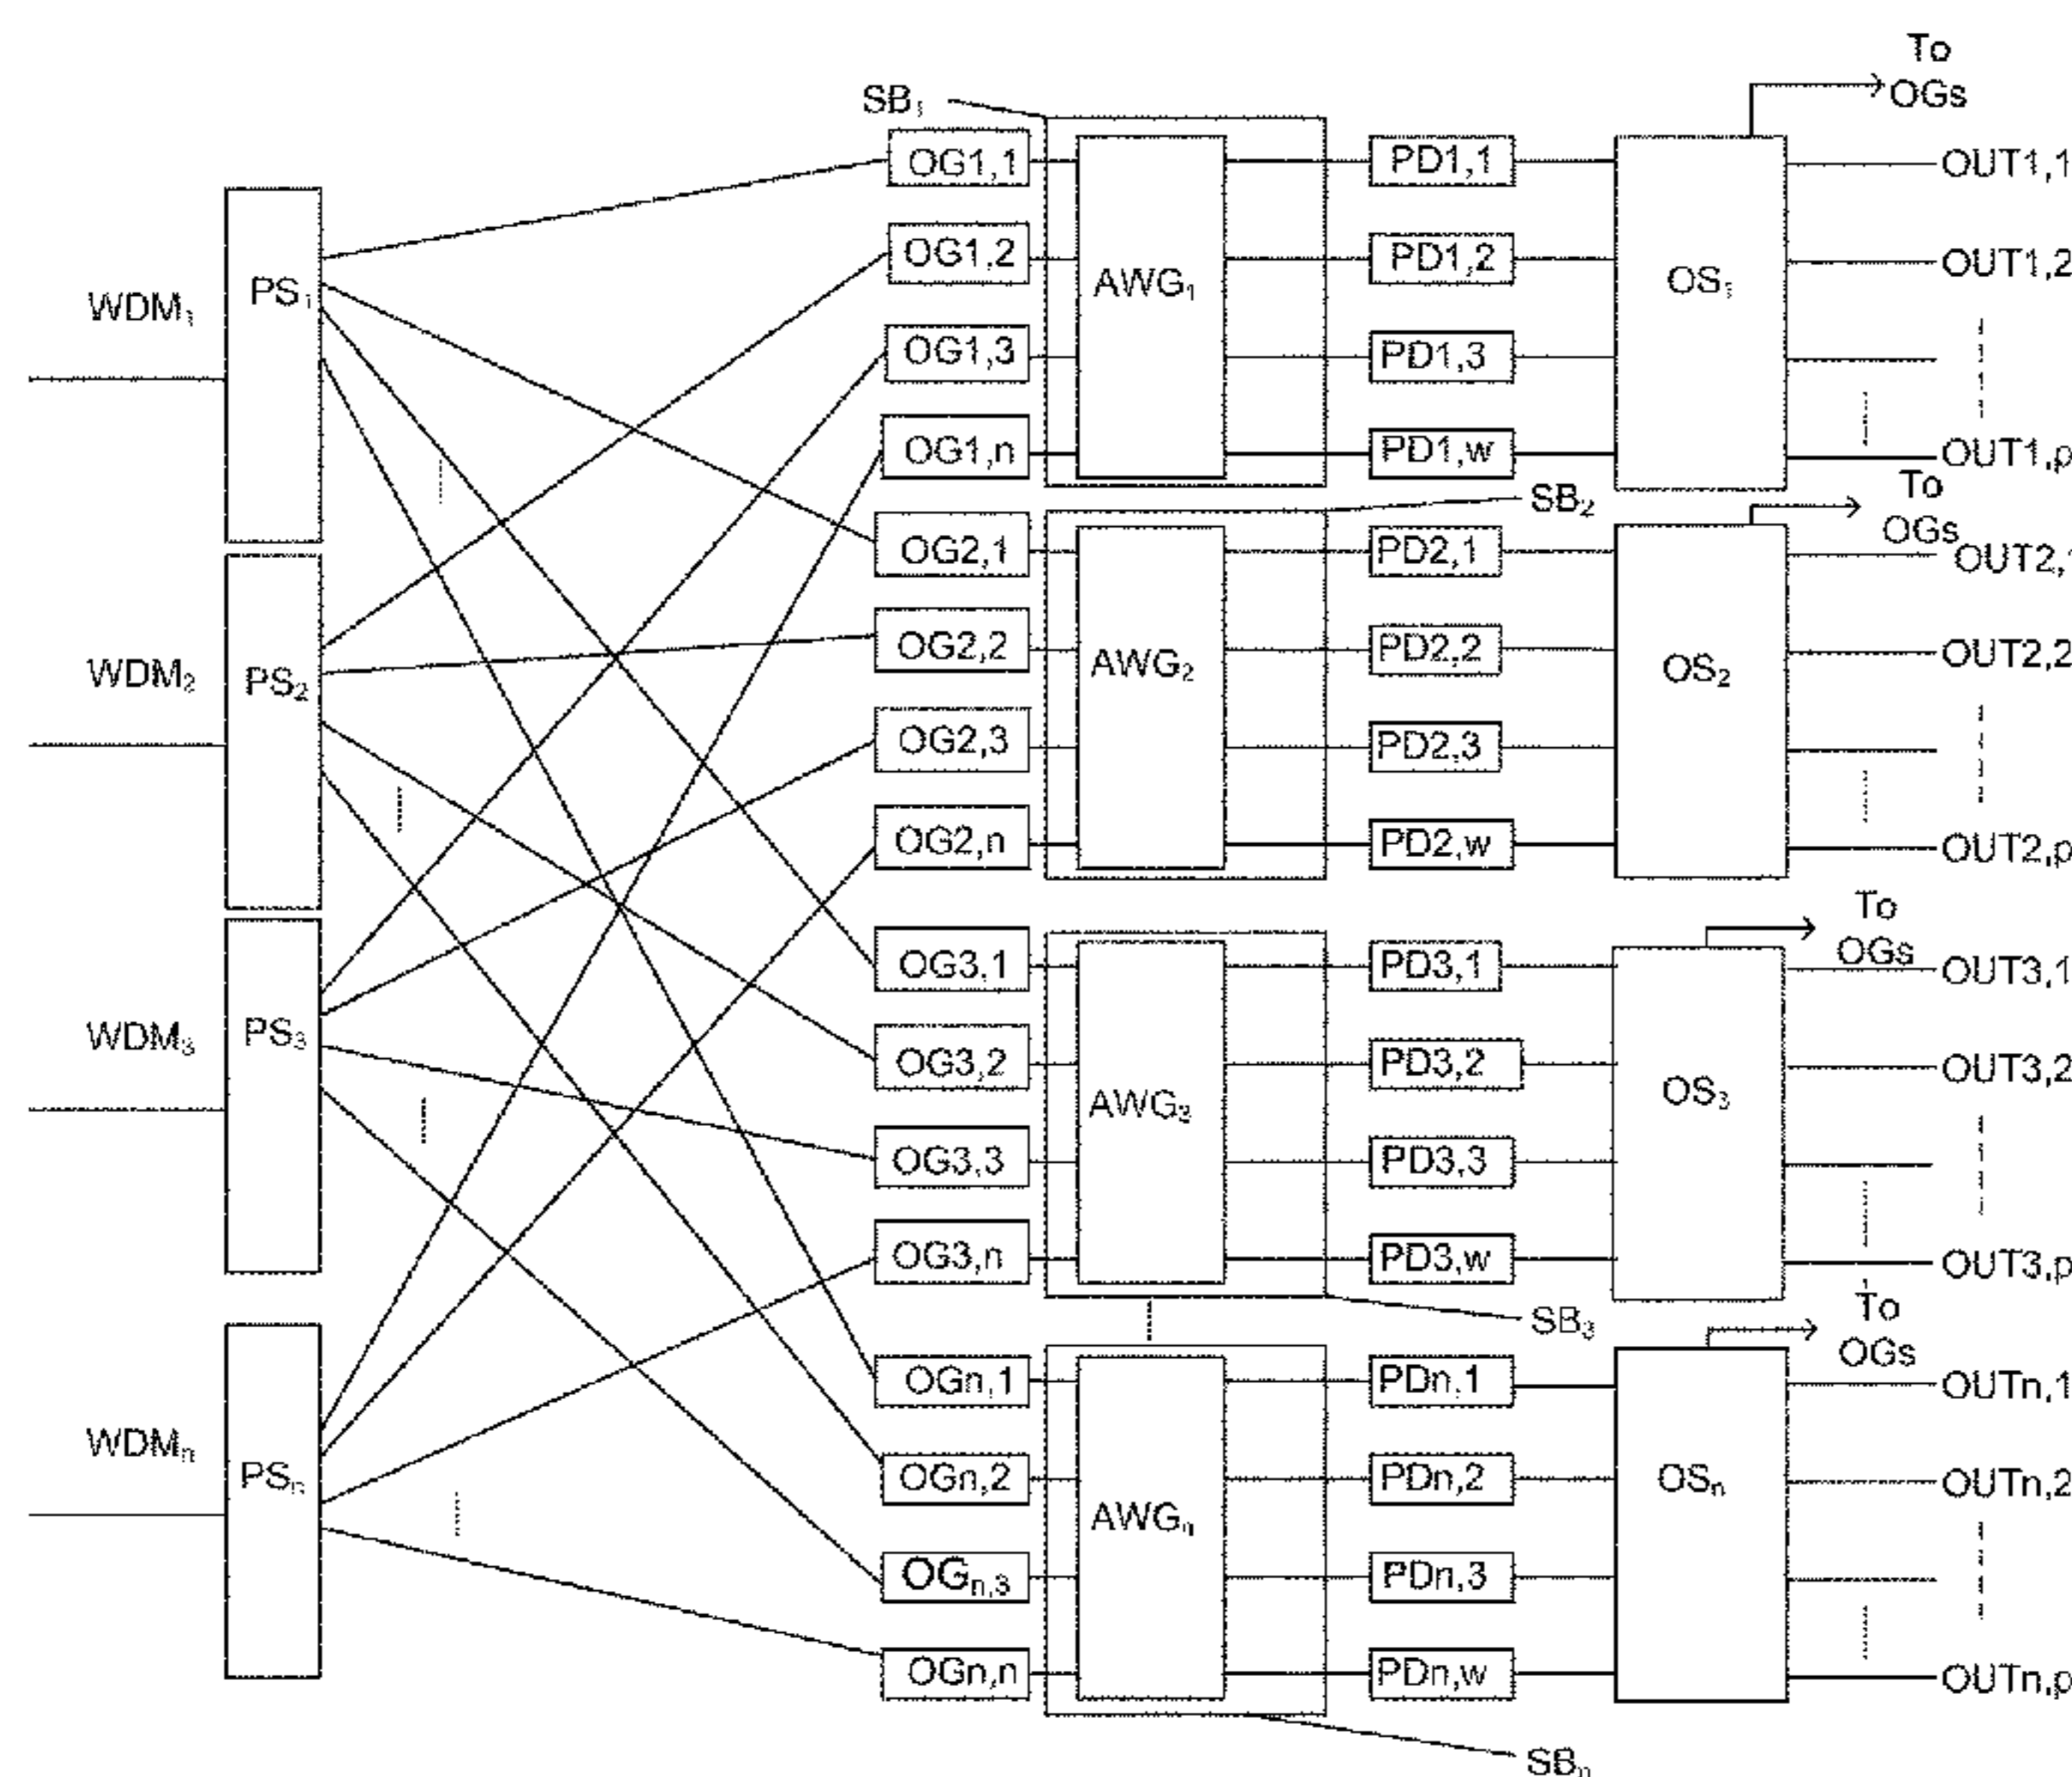 To
OGs
SB₁
OG1,1
PD1,1
OUT1,1
OG1,2
PD1,2
OUT1,2
WDM₁
PS₁
AWG₁
OS₁
OG1,3
PD1,3
OG1,n
PD1,w
OUT1,p
To
OGs
SB₂
OG2,1
PD2,1
OUT2,1
OG2,2
PD2,2
OUT2,2
WDM₂
PS₂
AWG₂
OS₂
OG2,3
PD2,3
OG2,n
PD2,w
OUT2,p
To
OGs
OG3,1
PD3,1
OUT3,1
WDM₃
PS₃
OG3,2
PD3,2
OUT3,2
AWG₃
OS₃
OG3,3
PD3,3
OG3,n
PD3,w
OUT3,p
To
OGs
SB₃
OGn,1
PDn,1
OUTn,1
WDMₙ
PSₙ
OGn,2
PDn,2
OSₙ
OUTn,2
AWGₙ
OGn,3
PDn,3
OGn,n
PDn,w
OUTn,p
SBₙ